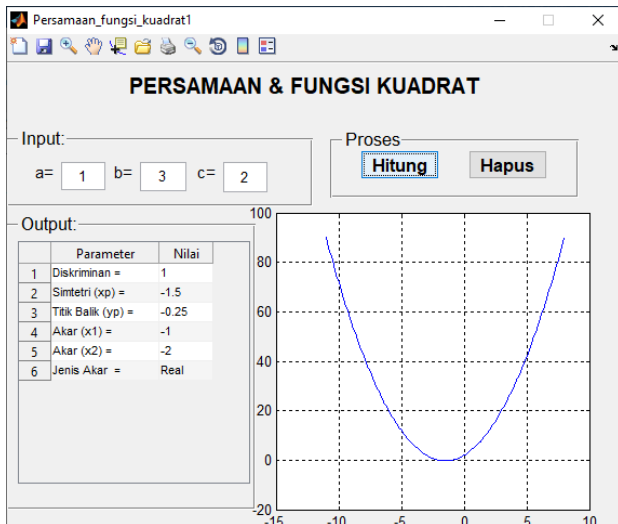 Persamaan_fungsi_kuadrat1
PERSAMAAN & FUNGSI KUADRAT
Input:
a= 1 b= 3 c= 2
Proses
Hitung Hapus
Output:
Parameter Nilai
1 Diskriminan = 1
2 Simtetri (xp) = -1.5
3 Titik Balik (yp) = -0.25
4 Akar (x1) = -1
5 Akar (x2) = -2
6 Jenis Akar = Real
100
80
60
40
20
0
-20
-15 -10 -5 0 5 10